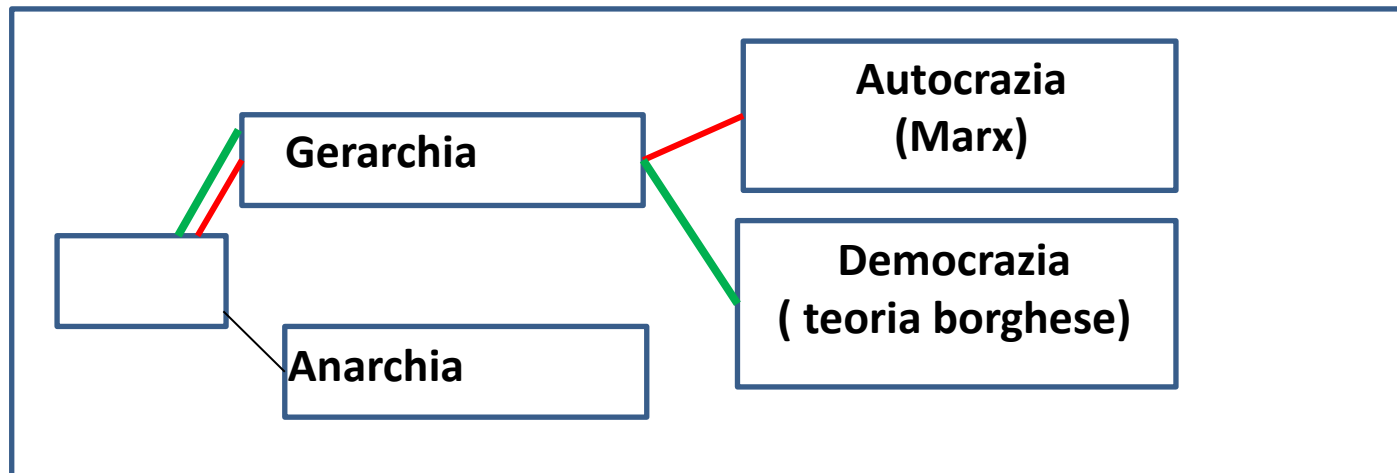 Autocrazia
(Marx)
Gerarchia
Democrazia
( teoria borghese)
Anarchia